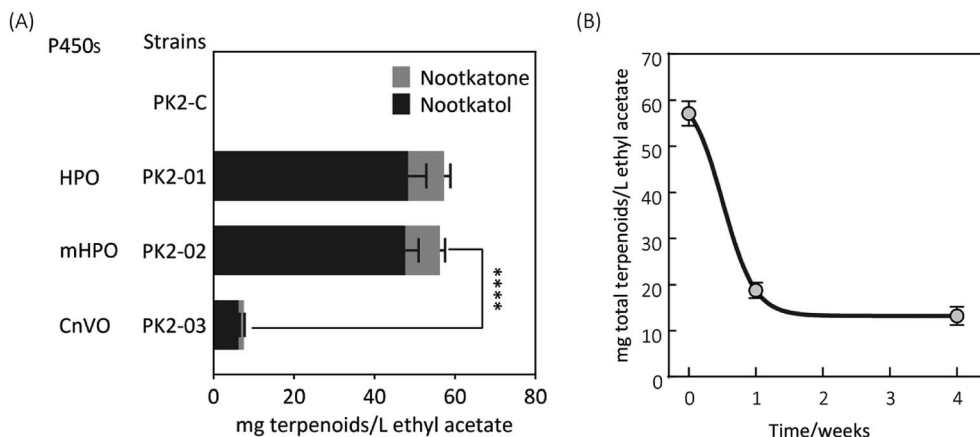 (A)
P450s Strains
Nootkatone
Nootkatol
PK2-C
HPO PK2-01
mHPO PK2-02
CnVO PK2-03
****
0 20 40 60 80
mg terpenoids/L ethyl acetate
(B)
mg total terpenoids/L ethyl acetate
70
60
50
40
30
20
10
0
0 1 2 3 4
Time/weeks